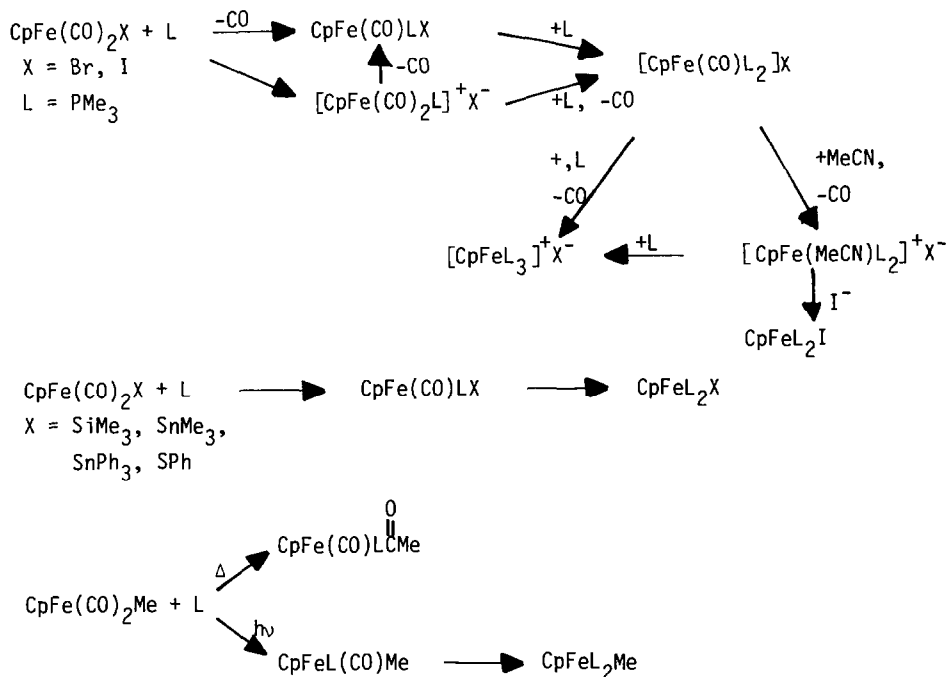 CpFe(CO)2X + L
-CO
CpFe(CO)LX
+L
[CpFe(CO)L2]X
X = Br, I
L = PMe3
-CO
[CpFe(CO)2L]+X-
+L, -CO
+,L
-CO
+MeCN,
-CO
[CpFeL3]+X-
+L
[CpFe(MeCN)L2]+X-
I-
CpFeL2I
CpFe(CO)2X + L
CpFe(CO)LX
CpFeL2X
X = SiMe3, SnMe3,
SnPh3, SPh
O
CpFe(CO)LCMe
Δ
CpFe(CO)2Me + L
hν
CpFeL(CO)Me
CpFeL2Me